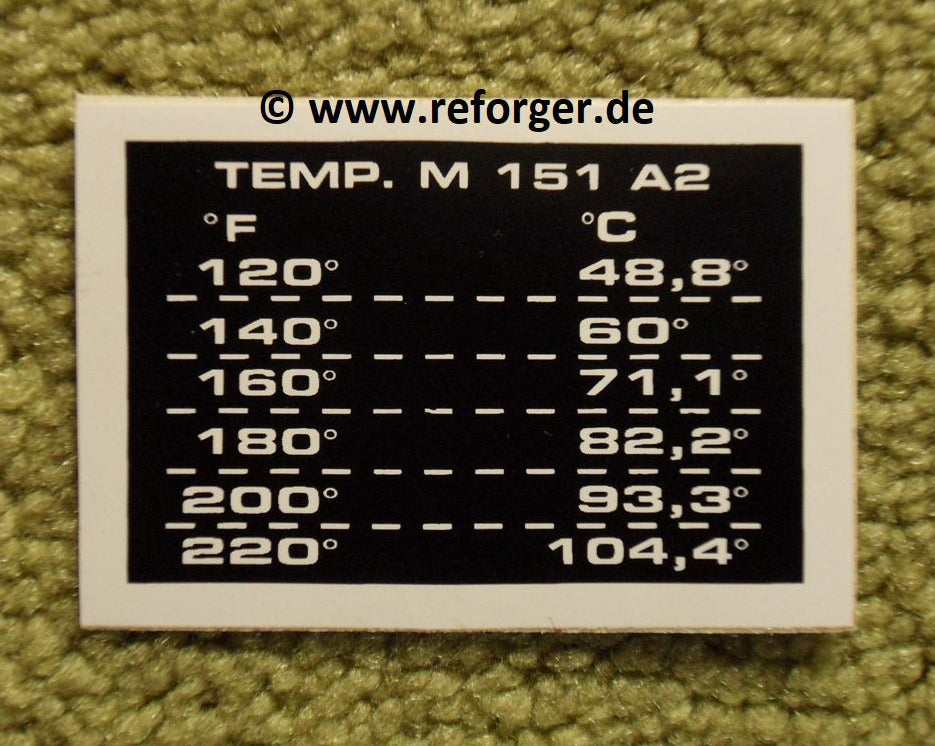 © www.reforger.de
TEMP. M 151 A2
°F °C
120° 48,8°
140° 60°
160° 71,1°
180° 82,2°
200° 93,3°
220° 104,4°